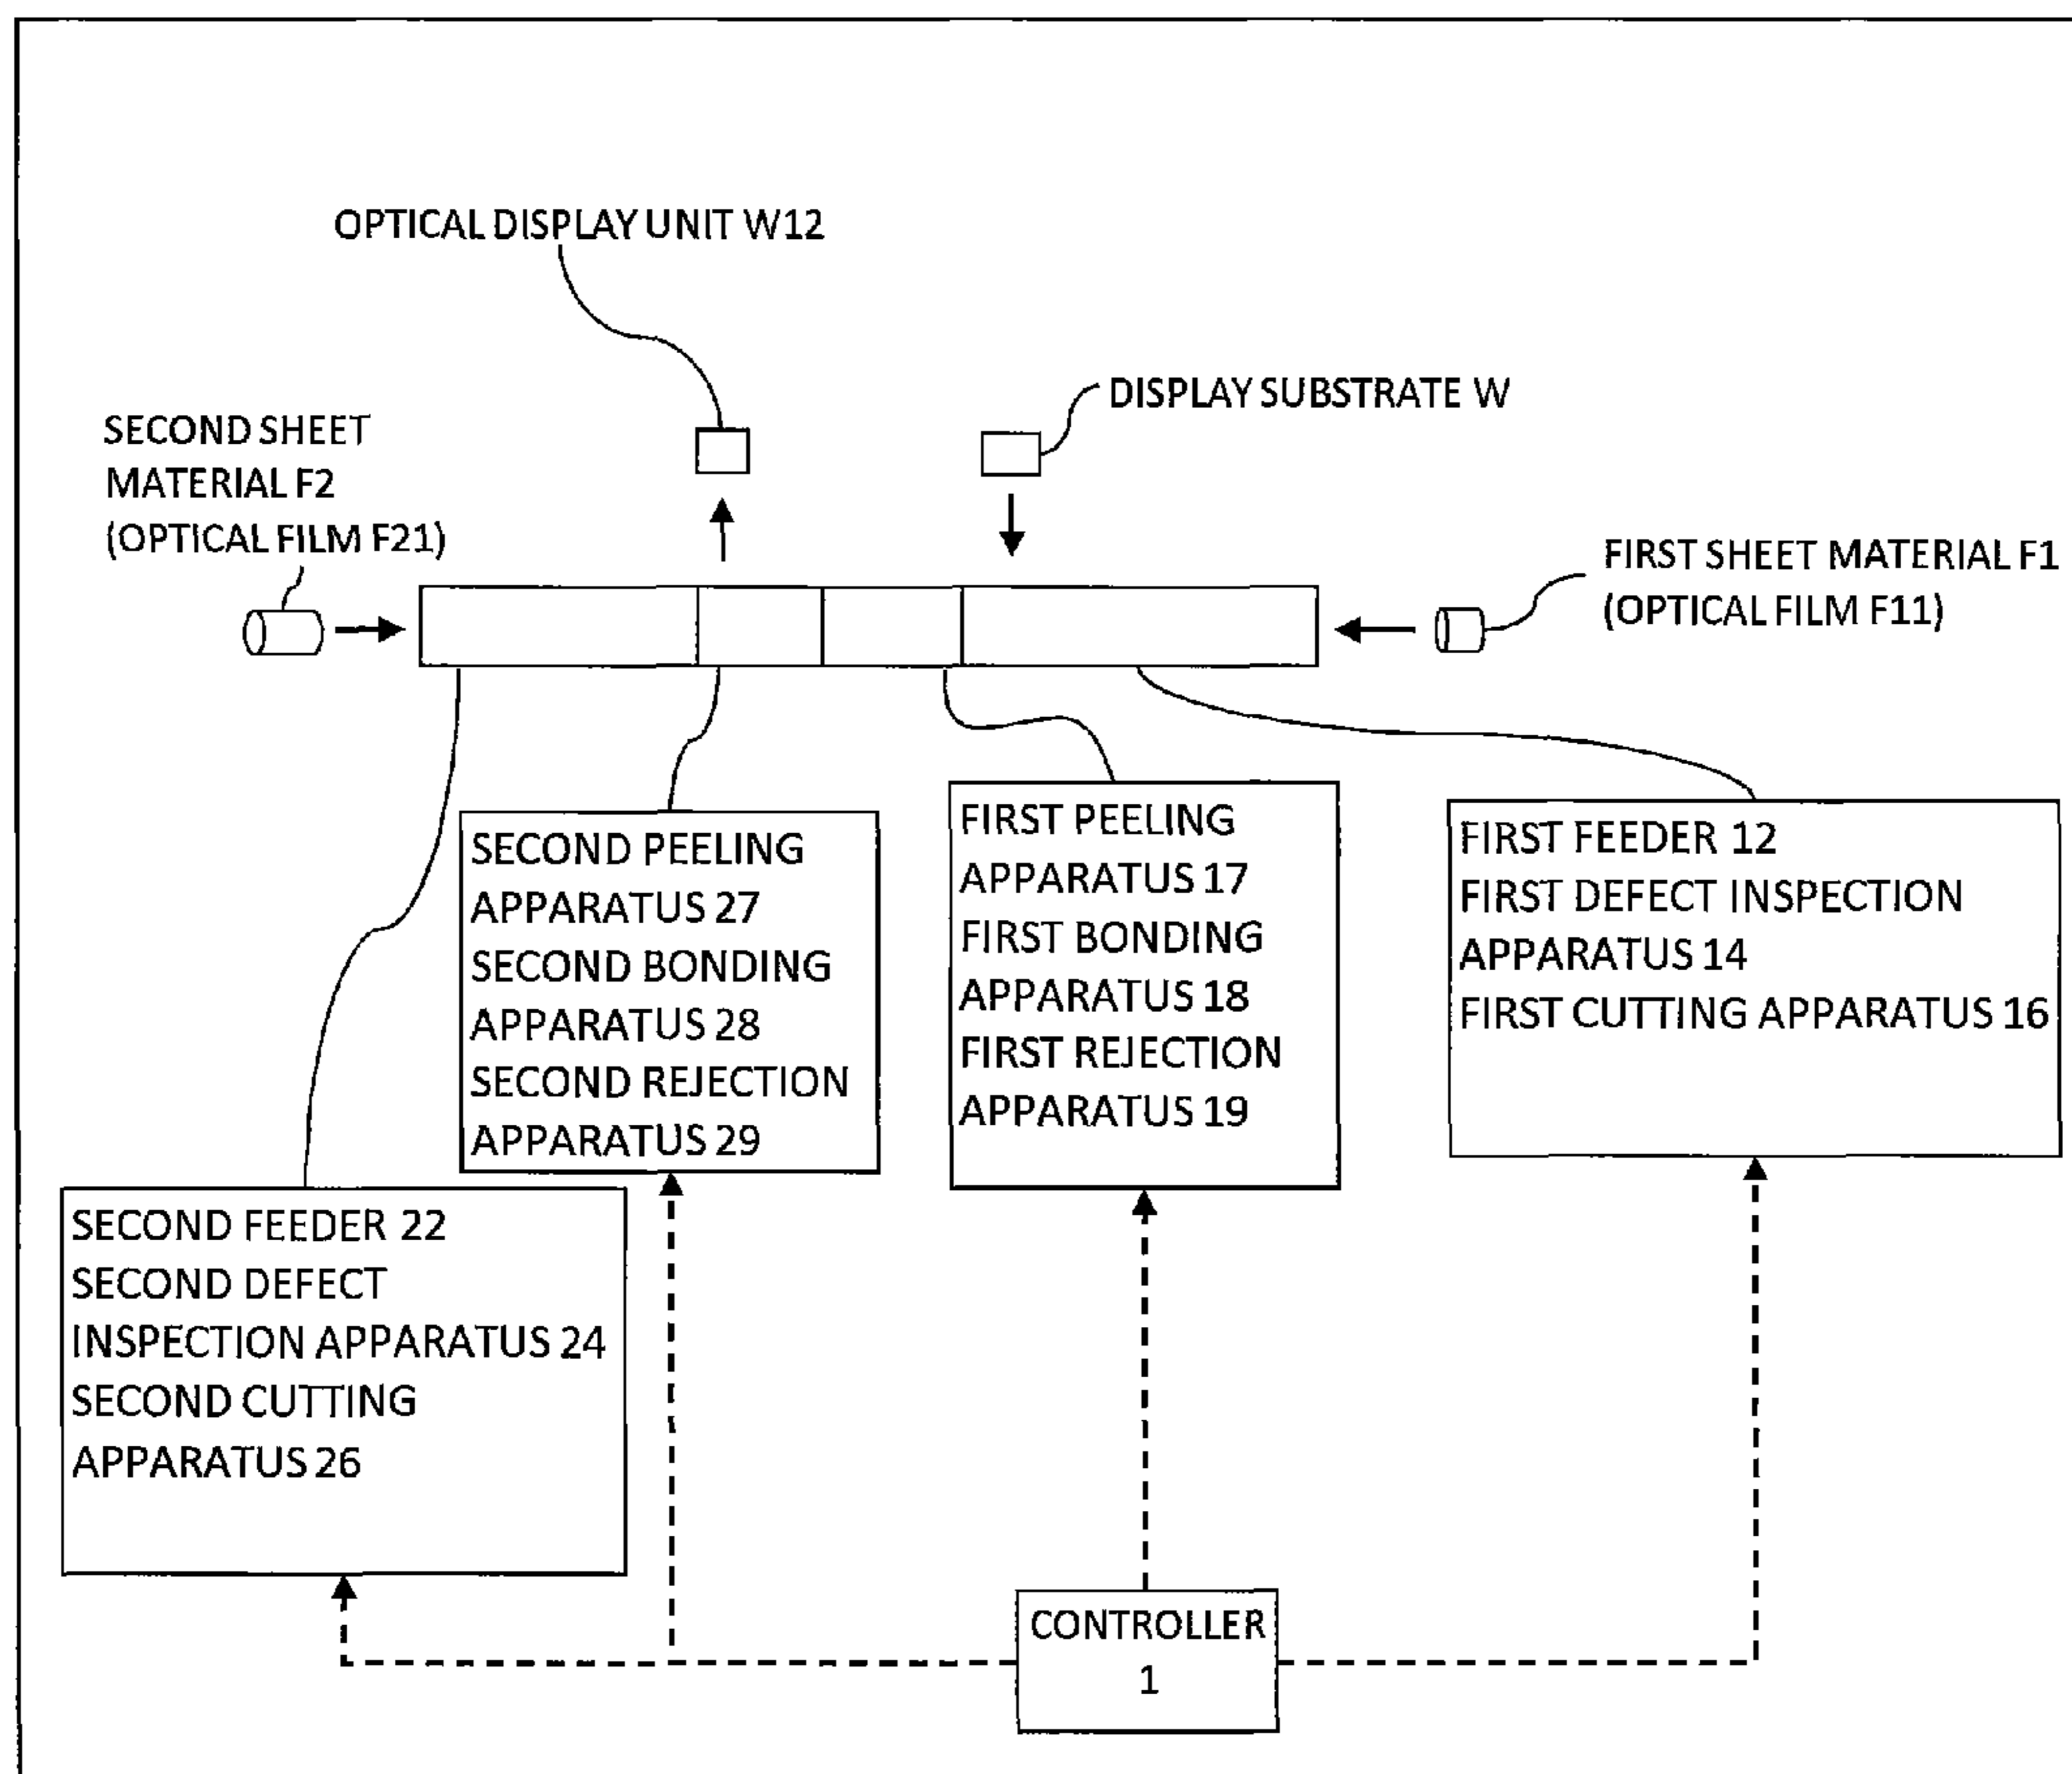 OPTICAL DISPLAY UNIT W12
DISPLAY SUBSTRATE W
SECOND SHEET
MATERIAL F2
(OPTICAL FILM F21)
FIRST SHEET MATERIAL F1
(OPTICAL FILM F11)
SECOND PEELING
APPARATUS 27
SECOND BONDING
APPARATUS 28
SECOND REJECTION
APPARATUS 29
FIRST PEELING
APPARATUS 17
FIRST BONDING
APPARATUS 18
FIRST REJECTION
APPARATUS 19
FIRST FEEDER 12
FIRST DEFECT INSPECTION
APPARATUS 14
FIRST CUTTING APPARATUS 16
SECOND FEEDER 22
SECOND DEFECT
INSPECTION APPARATUS 24
SECOND CUTTING
APPARATUS 26
CONTROLLER
1